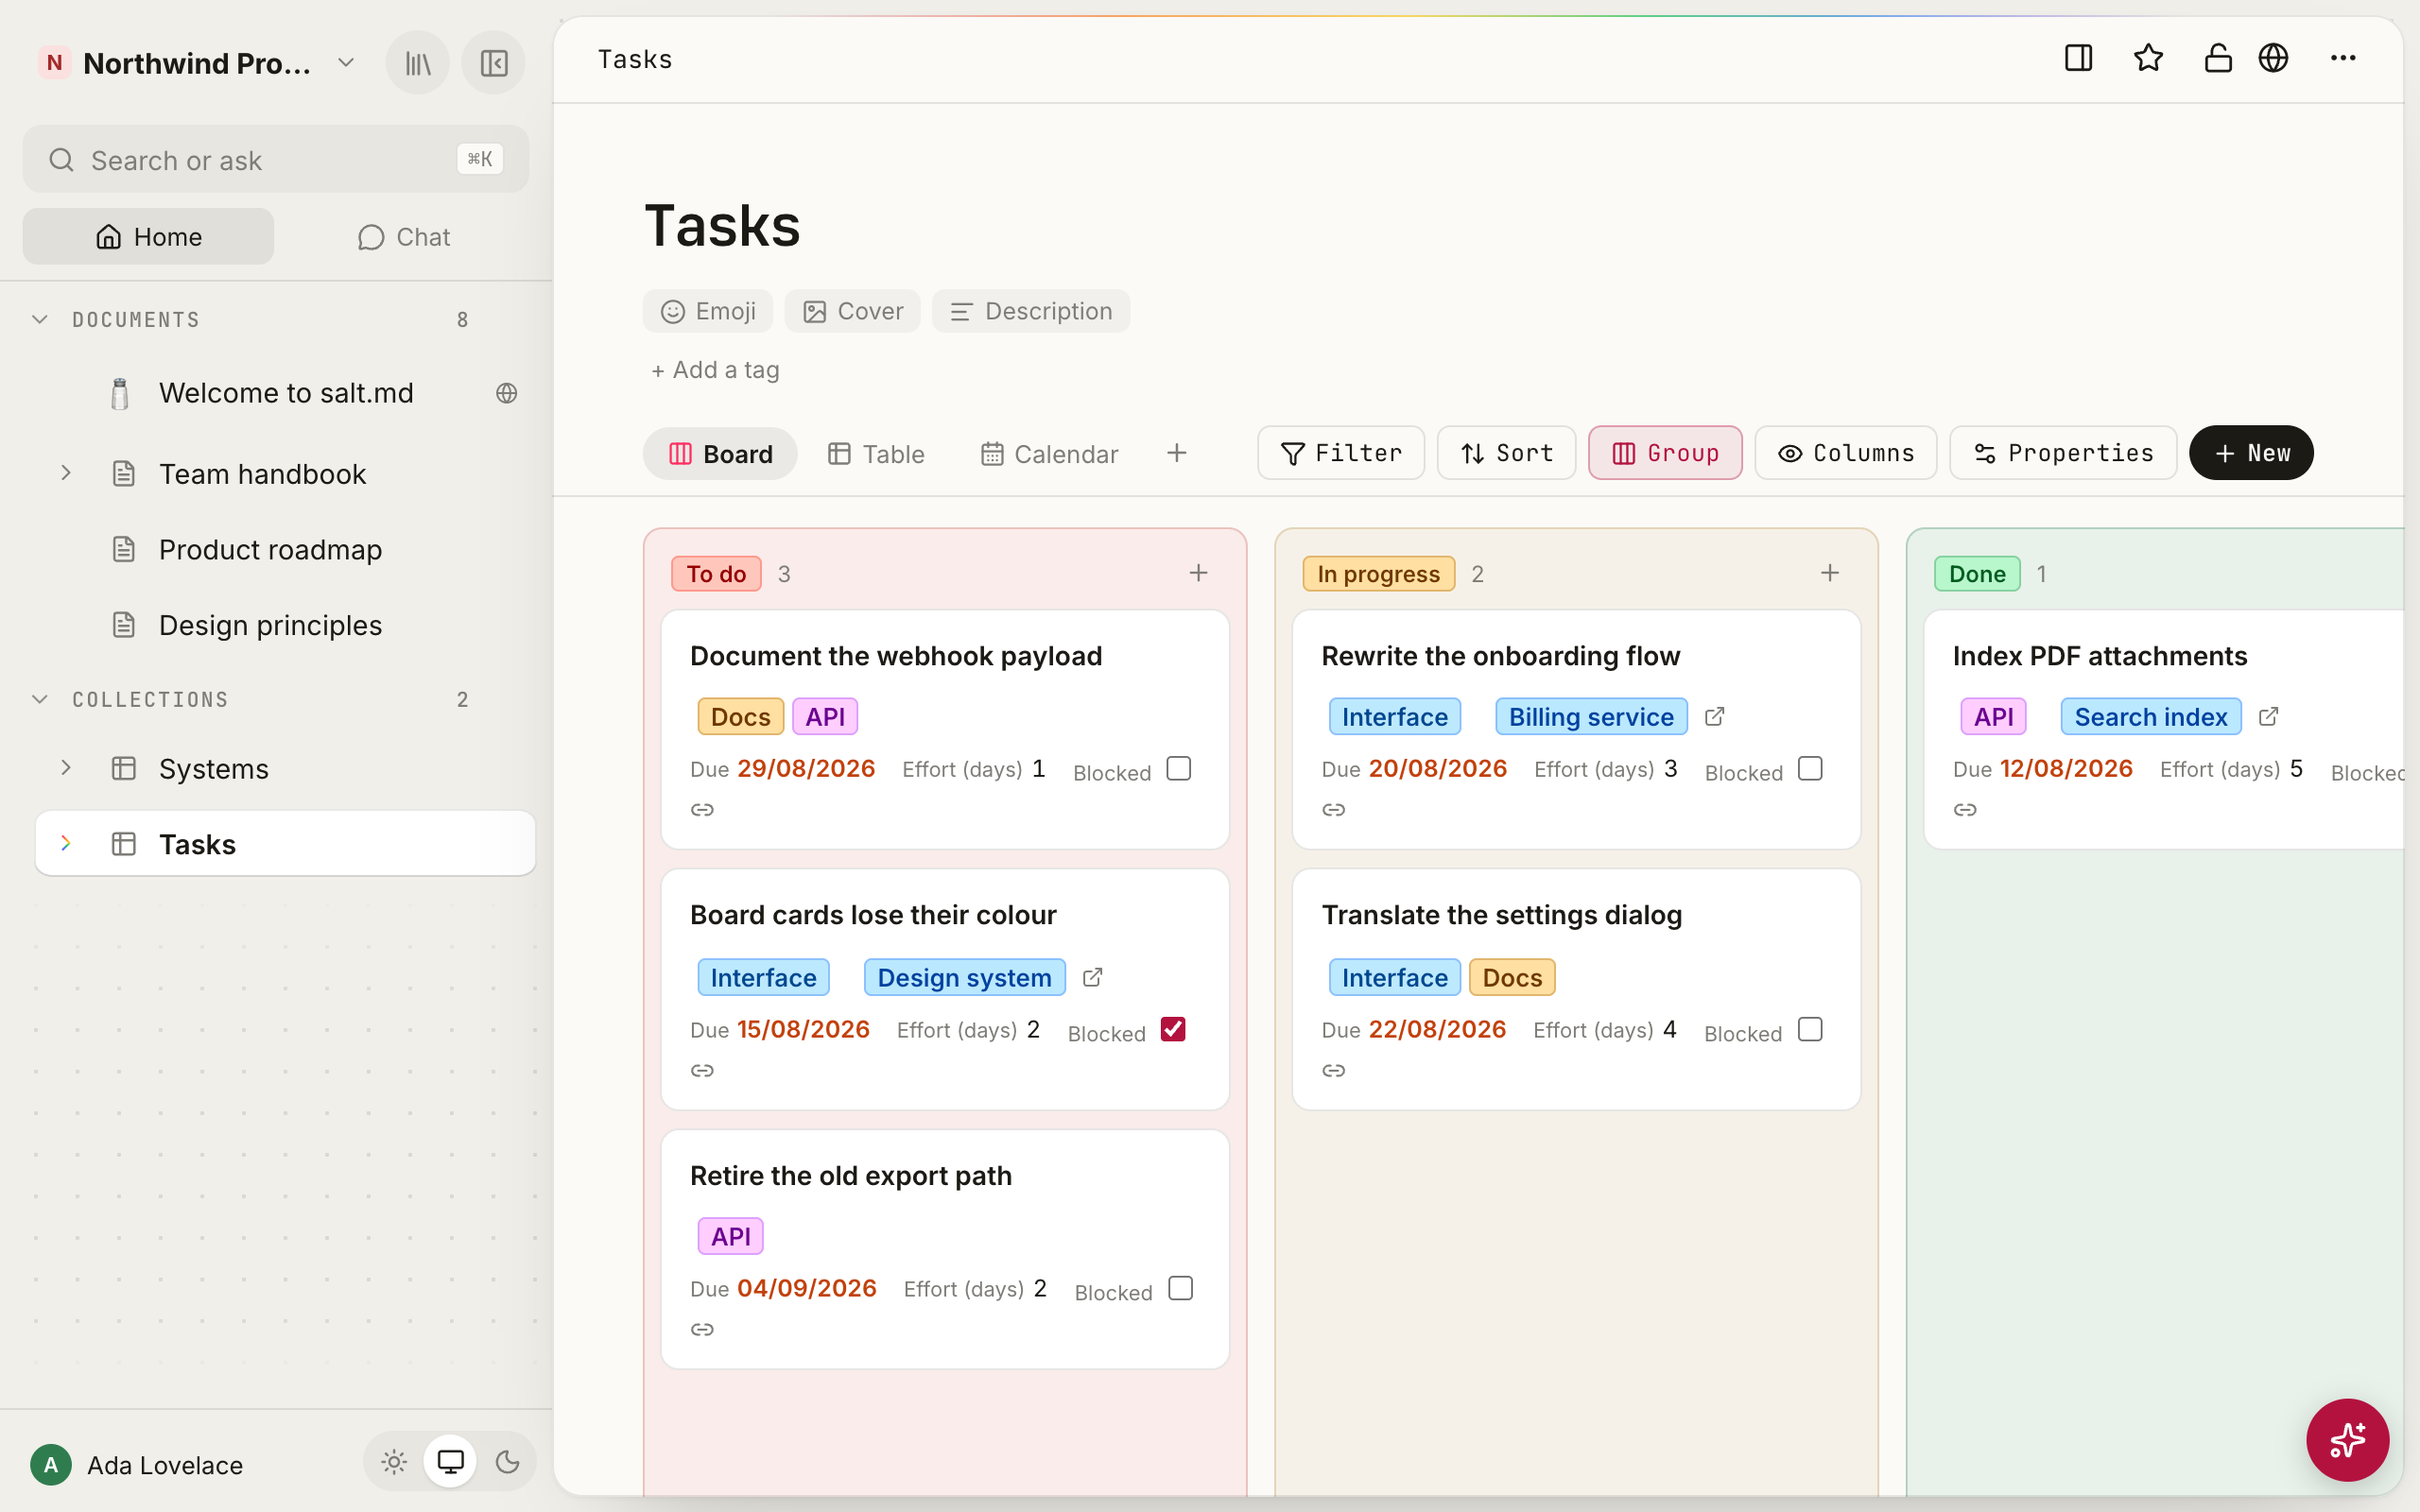 N Northwind Pro...
Search or ask ⌘K
Home Chat
DOCUMENTS 8
Welcome to salt.md
Team handbook
Product roadmap
Design principles
COLLECTIONS 2
Systems
Tasks
A Ada Lovelace
Tasks
Tasks
Emoji Cover Description
+ Add a tag
Board Table Calendar + Filter Sort Group Columns Properties + New
To do 3 +
Document the webhook payload
Docs API
Due 29/08/2026 Effort (days) 1 Blocked
Board cards lose their colour
Interface Design system
Due 15/08/2026 Effort (days) 2 Blocked
Retire the old export path
API
Due 04/09/2026 Effort (days) 2 Blocked
In progress 2 +
Rewrite the onboarding flow
Interface Billing service
Due 20/08/2026 Effort (days) 3 Blocked
Translate the settings dialog
Interface Docs
Due 22/08/2026 Effort (days) 4 Blocked
Done 1
Index PDF attachments
API Search index
Due 12/08/2026 Effort (days) 5 Blocked